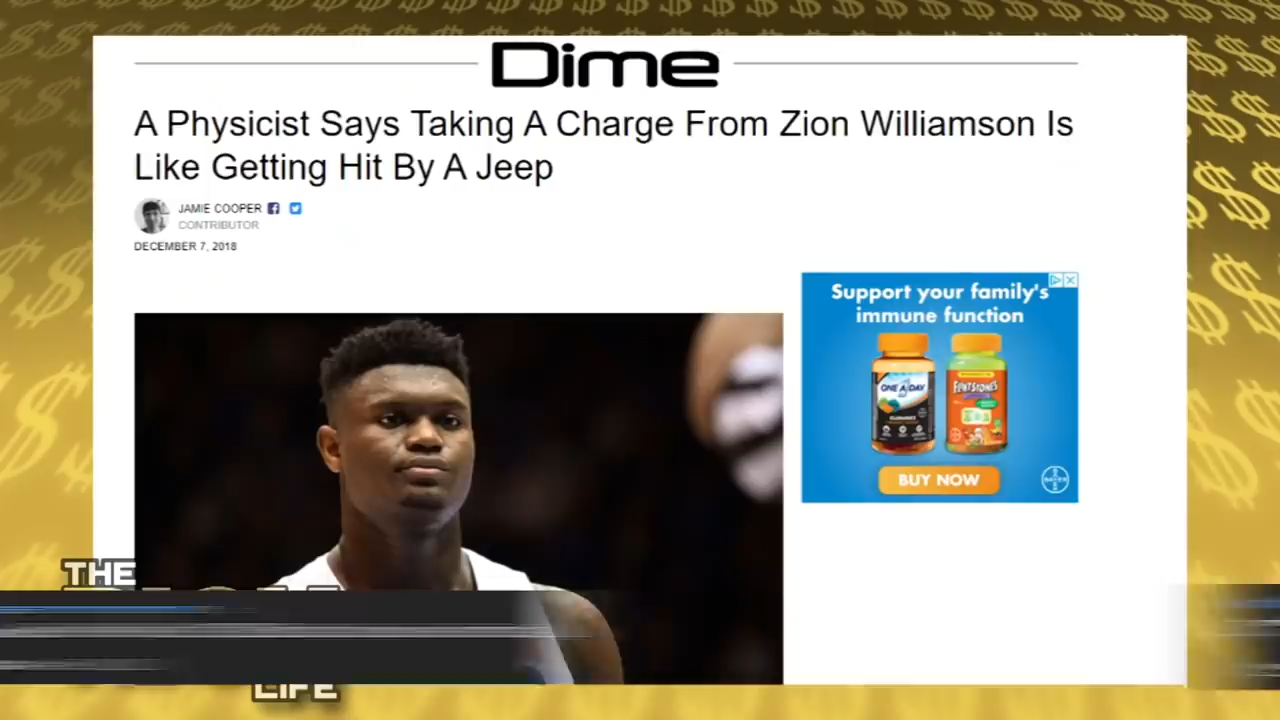 Dime
A Physicist Says Taking A Charge From Zion Williamson Is
Like Getting Hit By A Jeep
JAMIE COOPER
CONTRIBUTOR
DECEMBER 7, 2018
Support your family's
immune function
ONE A DAY
FLINTSTONES
BUY NOW
BAYER
THE
LIFE